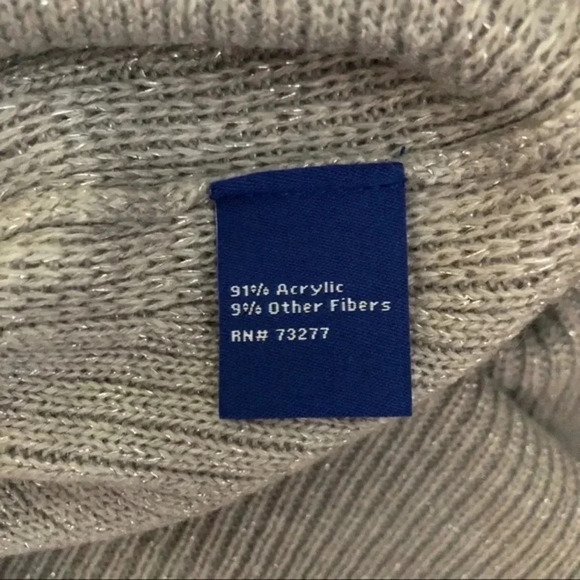 91% Acrylic
9% Other Fibers
RN# 73277